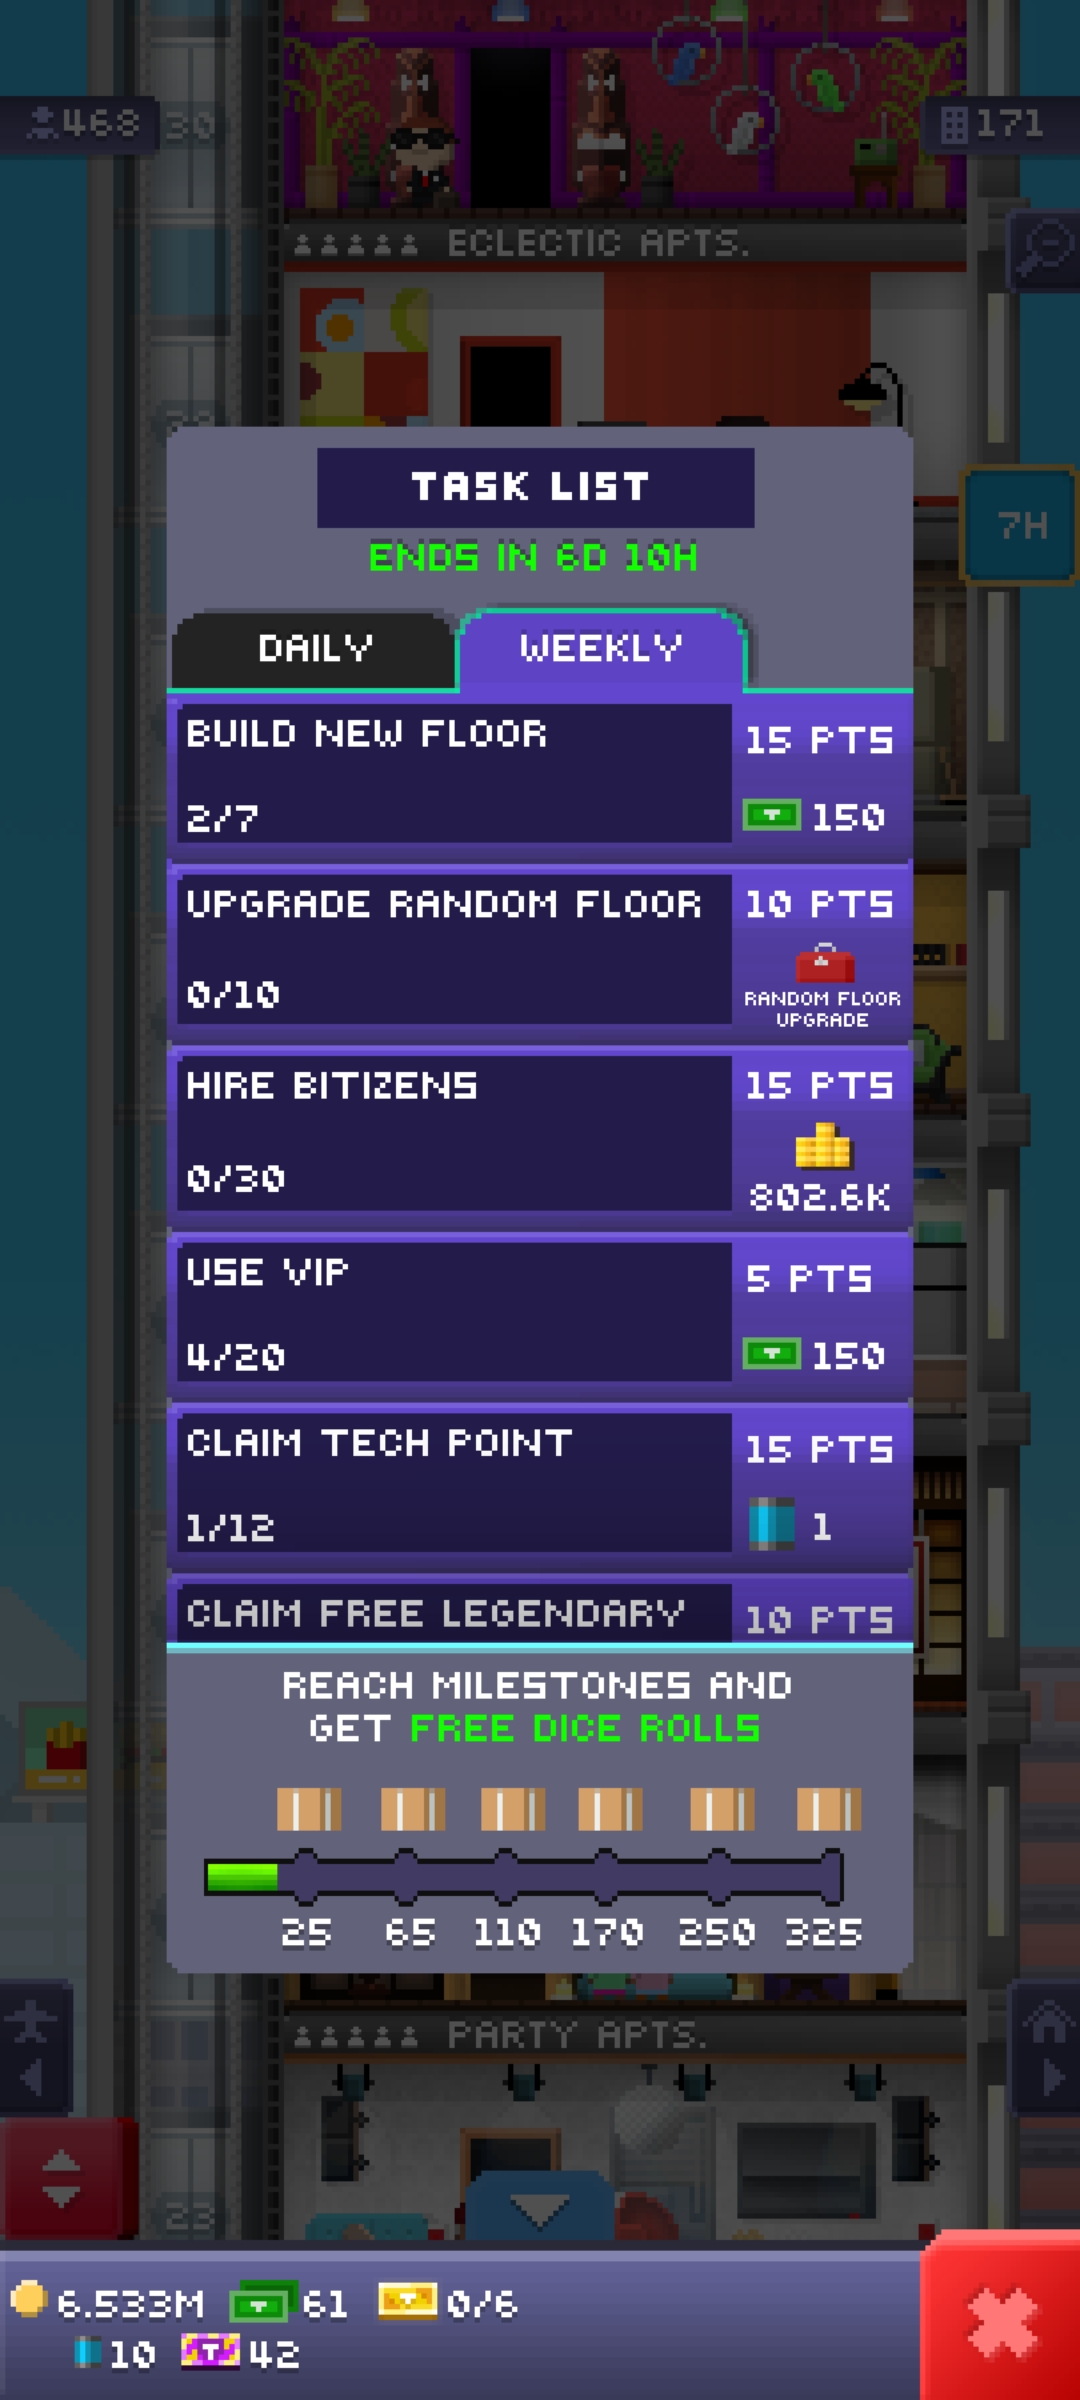 468
30
171
ECLECTIC APTS.
TASK LIST
ENDS IN 6D 10H
7H
DAILY
WEEKLY
BUILD NEW FLOOR
15 PTS
2/7
150
UPGRADE RANDOM FLOOR
10 PTS
0/10
RANDOM FLOOR
UPGRADE
HIRE BITIZENS
15 PTS
0/30
802.6K
USE VIP
5 PTS
4/20
150
CLAIM TECH POINT
15 PTS
1/12
1
CLAIM FREE LEGENDARY
10 PTS
REACH MILESTONES AND
GET FREE DICE ROLLS
25 65 110 170 250 325
PARTY APTS.
23
6.533M 61 0/6
10 42